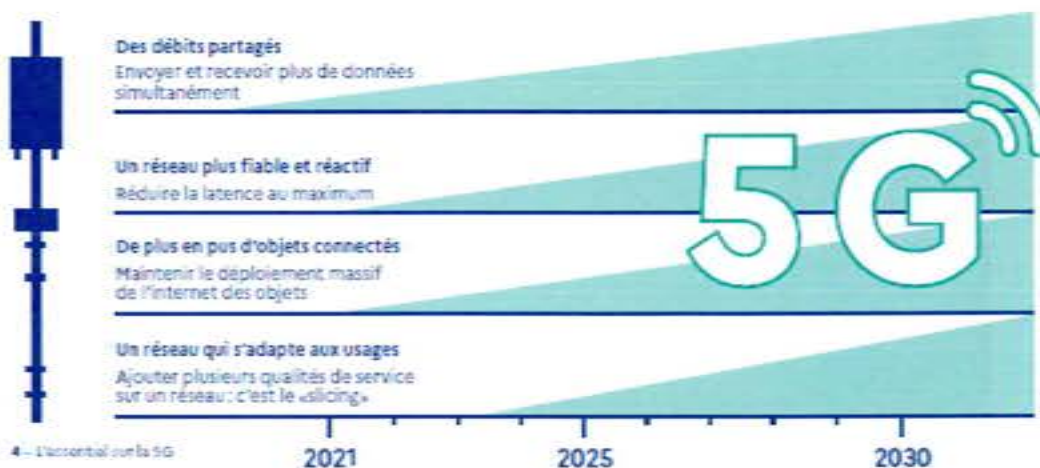 Des débits partagés
Envoyer et recevoir plus de données
simultanément
Un réseau plus fiable et réactif
Réduire la latence au maximum
5G
De plus en pus d'objets connectés
Maintenir le déploiement massif
de l'internet des objets
Un réseau qui s'adapte aux usages
Ajouter plusieurs qualités de service
sur un réseau : c'est le «slicing»
4 – L'essentiel sur la 5G
2021 2025 2030